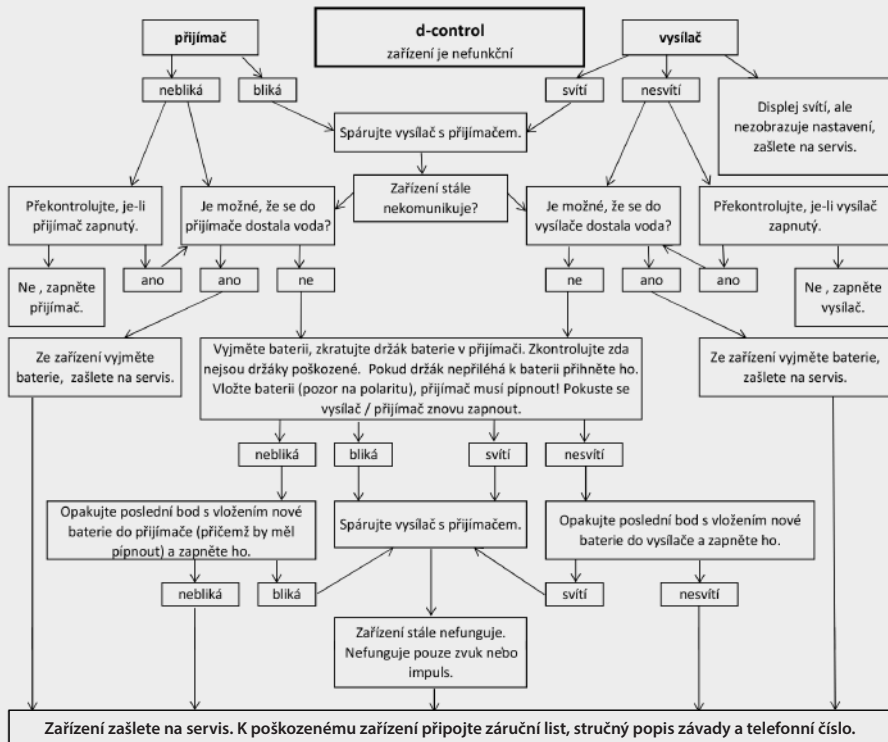 přijímač
d-control
zařízení je nefunkční
vysílač
nebliká
bliká
svítí
nesvítí
Displej svítí, ale
nezobrazuje nastavení,
zašlete na servis.
Spárujte vysílač s přijímačem.
Zařízení stále
nekomunikuje?
Překontrolujte, je-li
přijímač zapnutý.
Je možné, že se do
přijímače dostala voda?
Je možné, že se do
vysílače dostala voda?
Překontrolujte, je-li vysílač
zapnutý.
Ne , zapněte
přijímač.
ano
ano
ne
ne
ano
ano
Ne , zapněte
vysílač.
Ze zařízení vyjměte
baterie, zašlete na servis.
Vyjměte baterii, zkratujte držák baterie v přijímači. Zkontrolujte zda
nejsou držáky poškozené. Pokud držák nepřiléhá k baterii přihněte ho.
Vložte baterii (pozor na polaritu), přijímač musí pípnout! Pokuste se
vysílač / přijímač znovu zapnout.
Ze zařízení vyjměte baterie,
zašlete na servis.
nebliká
bliká
svítí
nesvítí
Opakujte poslední bod s vložením nové
baterie do přijímače (přičemž by měl
pípnout) a zapněte ho.
Spárujte vysílač s přijímačem.
Opakujte poslední bod s vložením nové
baterie do vysílače a zapněte ho.
nebliká
bliká
svítí
nesvítí
Zařízení stále nefunguje.
Nefunguje pouze zvuk nebo
impuls.
Zařízení zašlete na servis. K poškozenému zařízení připojte záruční list, stručný popis závady a telefonní číslo.